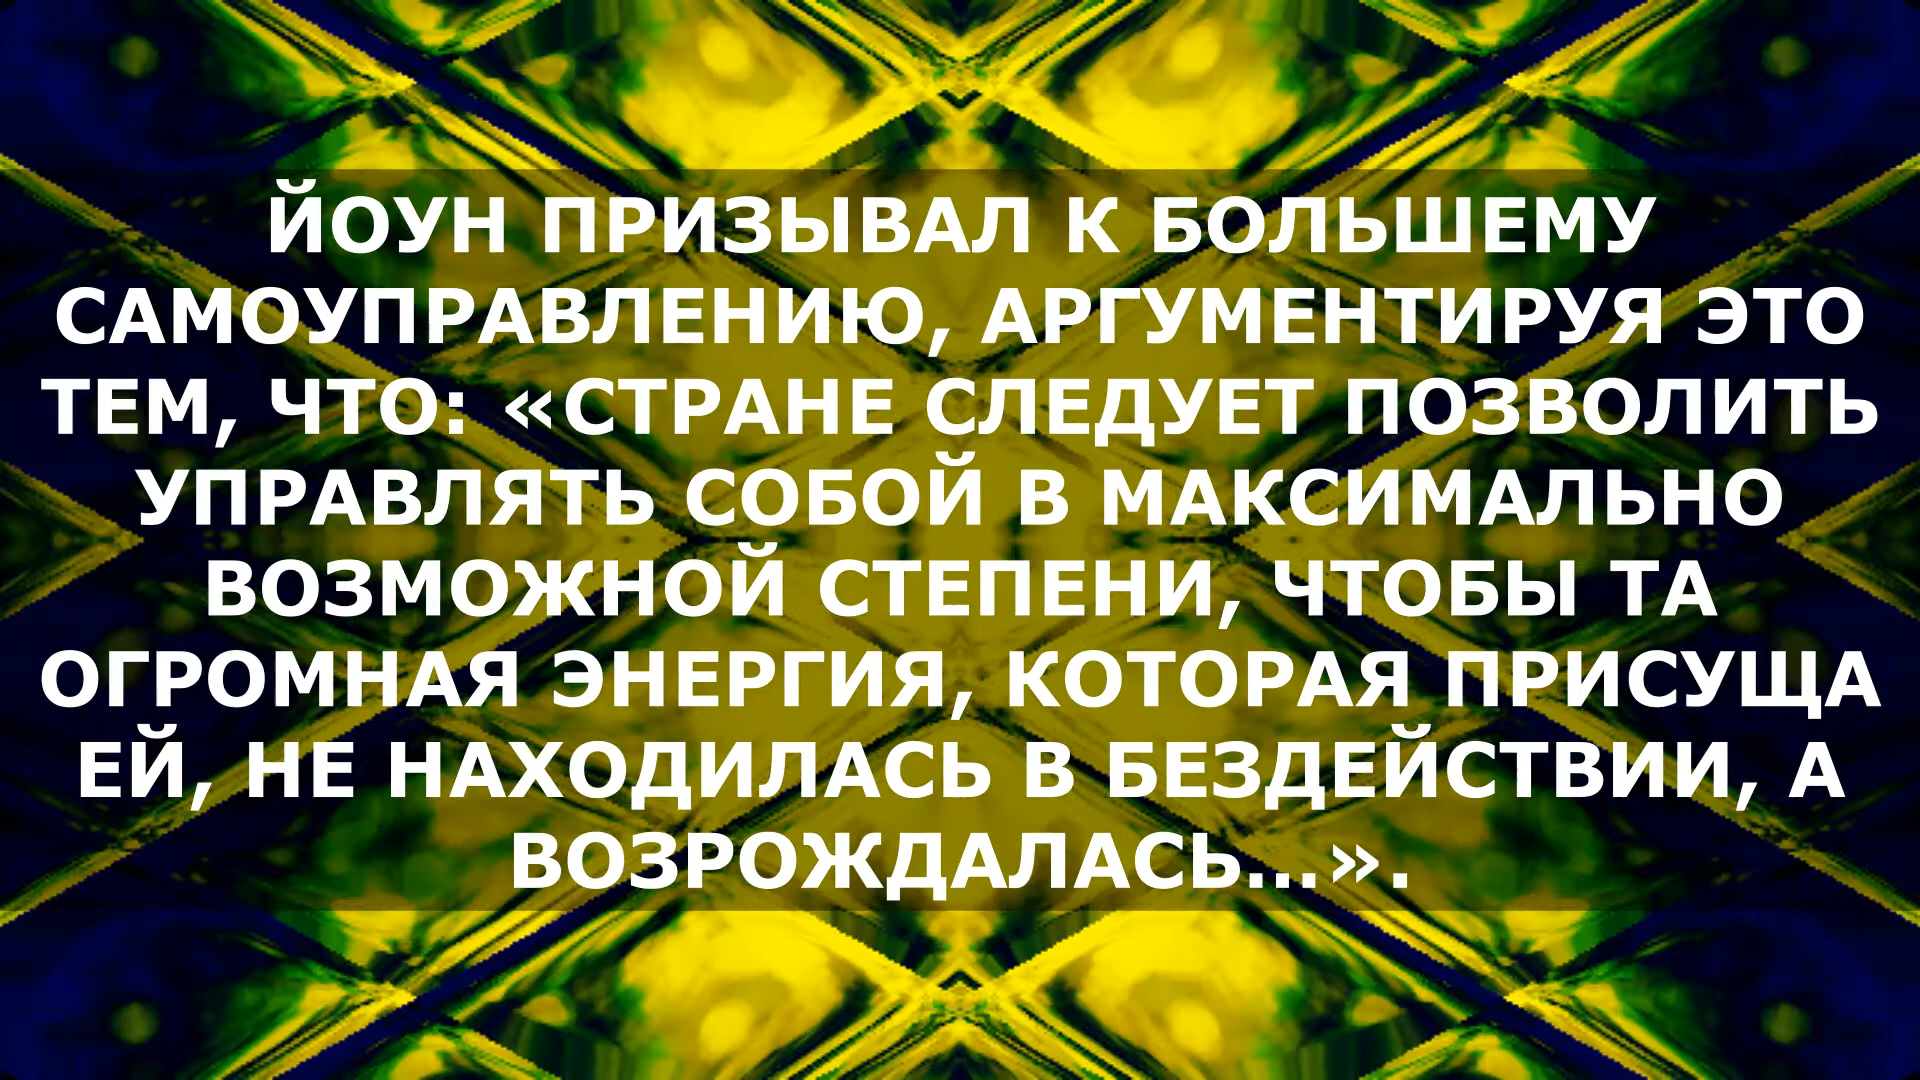 ЙОУН ПРИЗЫВАЛ К БОЛЬШЕМУ
САМОУПРАВЛЕНИЮ, АРГУМЕНТИРУЯ ЭТО
ТЕМ, ЧТО: «СТРАНЕ СЛЕДУЕТ ПОЗВОЛИТЬ
УПРАВЛЯТЬ СОБОЙ В МАКСИМАЛЬНО
ВОЗМОЖНОЙ СТЕПЕНИ, ЧТОБЫ ТА
ОГРОМНАЯ ЭНЕРГИЯ, КОТОРАЯ ПРИСУЩА
ЕЙ, НЕ НАХОДИЛАСЬ В БЕЗДЕЙСТВИИ, А
ВОЗРОЖДАЛАСЬ...».